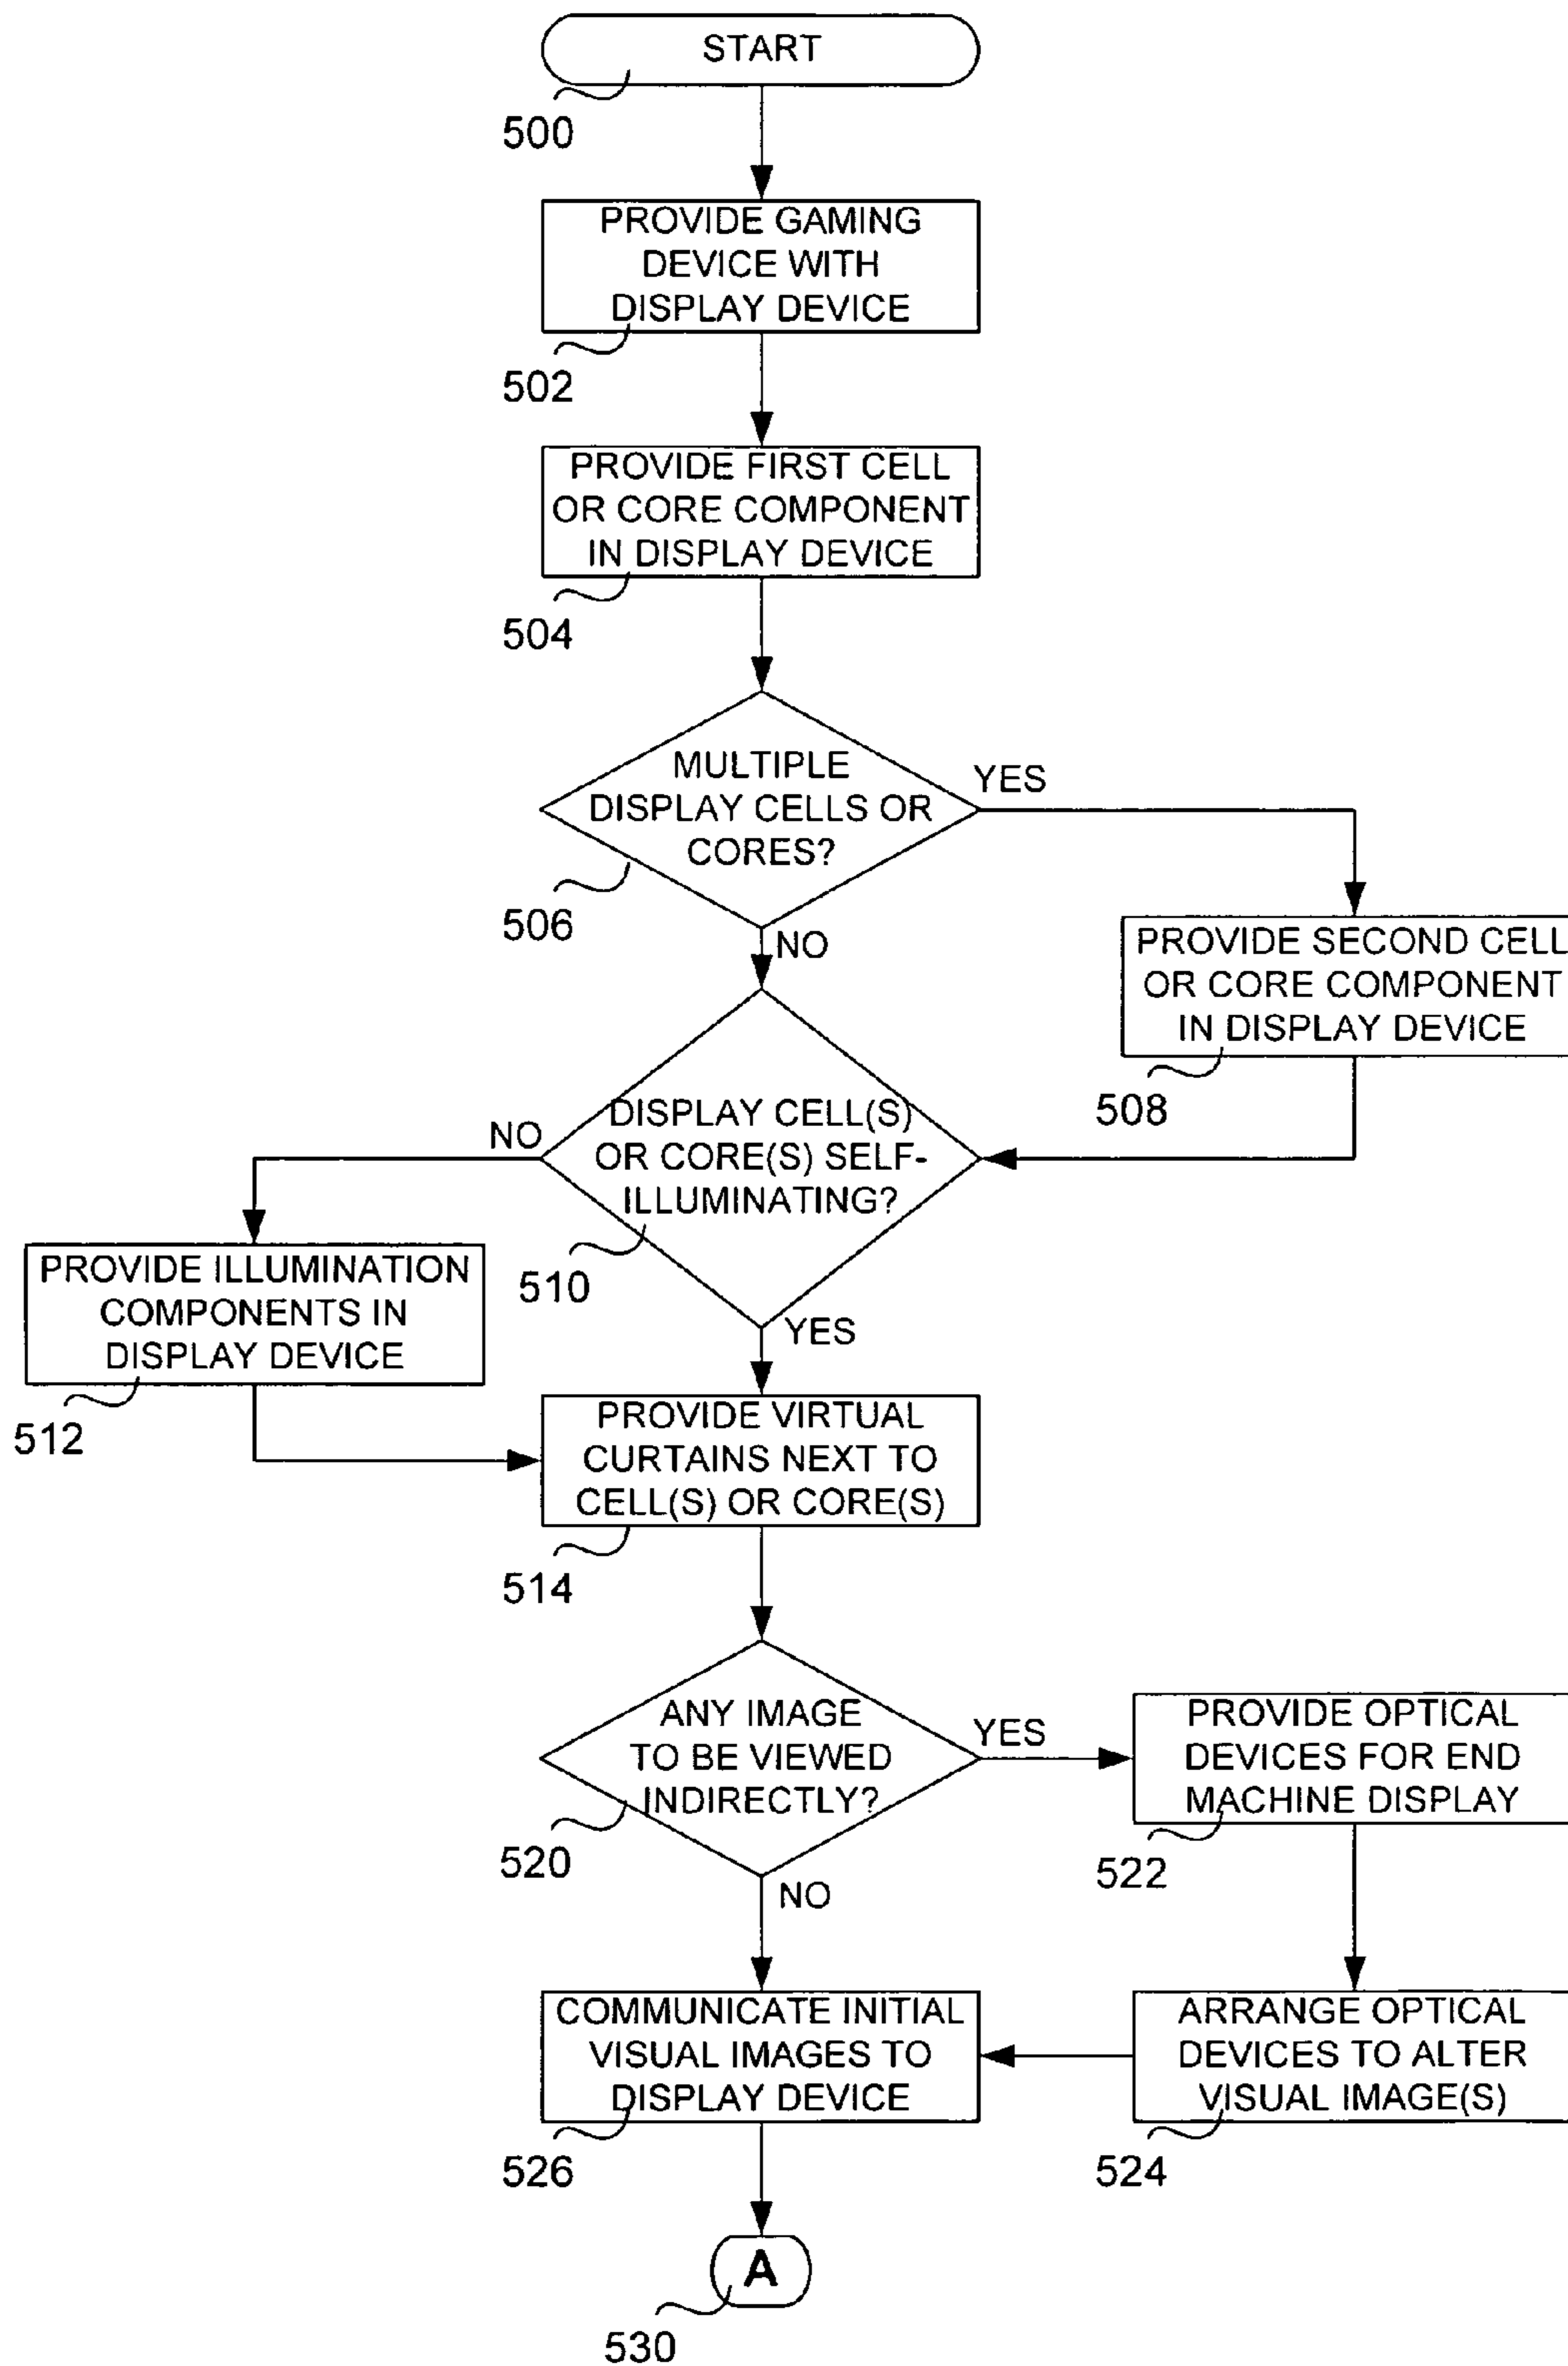 START
500
PROVIDE GAMING
DEVICE WITH
DISPLAY DEVICE
502
PROVIDE FIRST CELL
OR CORE COMPONENT
IN DISPLAY DEVICE
504
MULTIPLE
DISPLAY CELLS OR
CORES?
506
YES
NO
PROVIDE SECOND CELL
OR CORE COMPONENT
IN DISPLAY DEVICE
508
DISPLAY CELL(S)
OR CORE(S) SELF-
ILLUMINATING?
510
NO
YES
PROVIDE ILLUMINATION
COMPONENTS IN
DISPLAY DEVICE
512
PROVIDE VIRTUAL
CURTAINS NEXT TO
CELL(S) OR CORE(S)
514
ANY IMAGE
TO BE VIEWED
INDIRECTLY?
520
YES
NO
PROVIDE OPTICAL
DEVICES FOR END
MACHINE DISPLAY
522
ARRANGE OPTICAL
DEVICES TO ALTER
VISUAL IMAGE(S)
524
COMMUNICATE INITIAL
VISUAL IMAGES TO
DISPLAY DEVICE
526
A
530